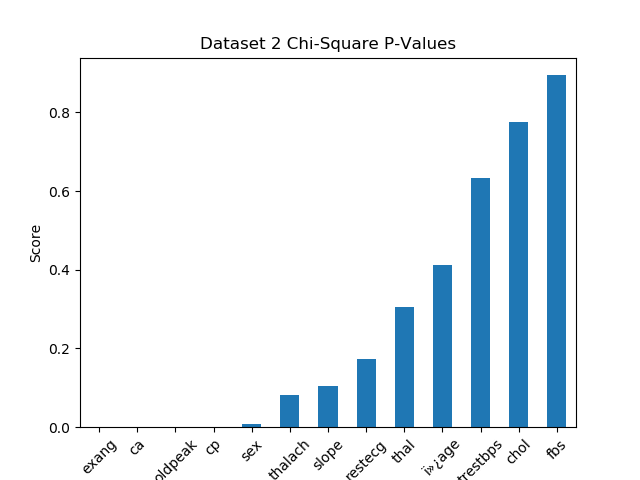 Dataset 2 Chi-Square P-Values
Score
0.8
0.6
0.4
0.2
0.0
exang
ca
oldpeak
cp
sex
thalach
slope
restecg
thal
ï»¿age
trestbps
chol
fbs